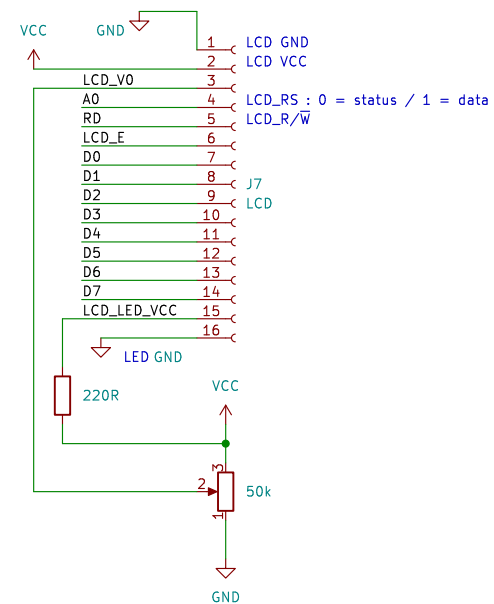 VCC
GND
1 LCD GND
2 LCD VCC
LCD_V0 3
A0 4 LCD_RS : 0 = status / 1 = data
RD 5 LCD_R/W̅
LCD_E 6
D0 7
D1 8 J7
D2 9 LCD
D3 10
D4 11
D5 12
D6 13
D7 14
LCD_LED_VCC 15
16
LED GND
220R
VCC
3
2 50k
1
GND